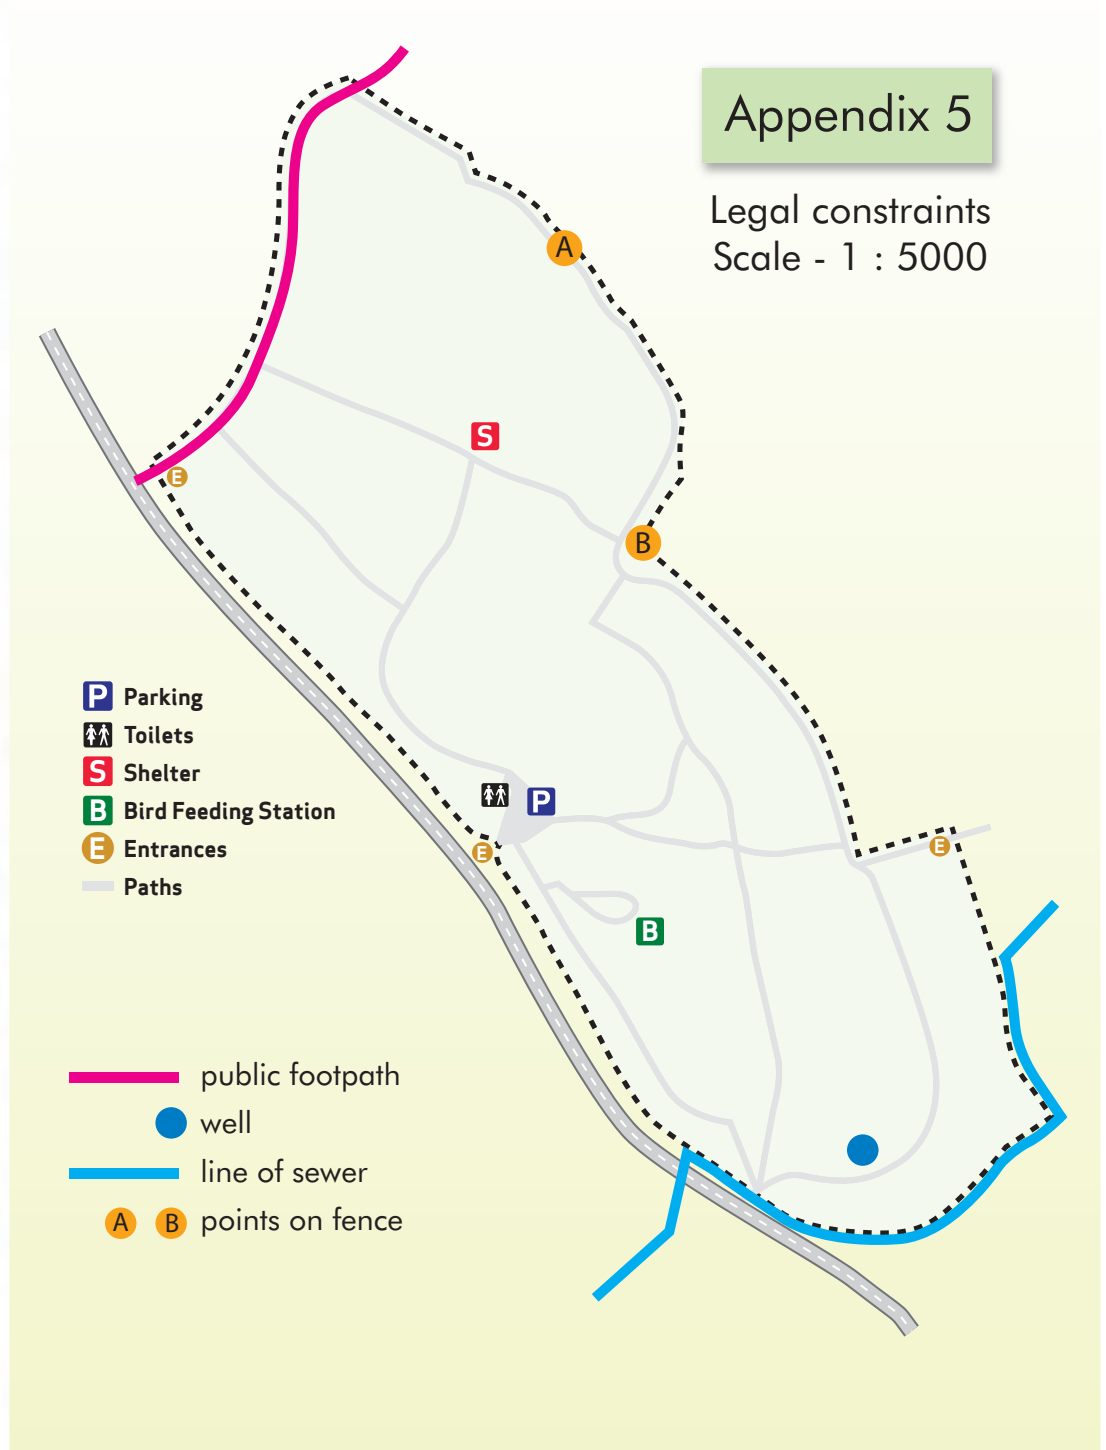 Appendix 5
Legal constraints
Scale - 1 : 5000
A
S
E
B
P Parking
Toilets
S Shelter
B Bird Feeding Station
E Entrances
Paths
P
E
E
B
public footpath
well
line of sewer
A B points on fence